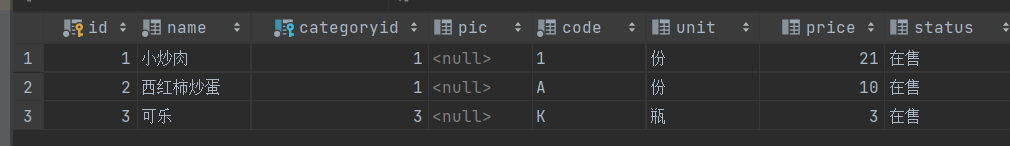 id name categoryid pic code unit price status
1 1 小炒肉 1 <null> 1 份 21 在售
2 2 西红柿炒蛋 1 <null> A 份 10 在售
3 3 可乐 3 <null> K 瓶 3 在售